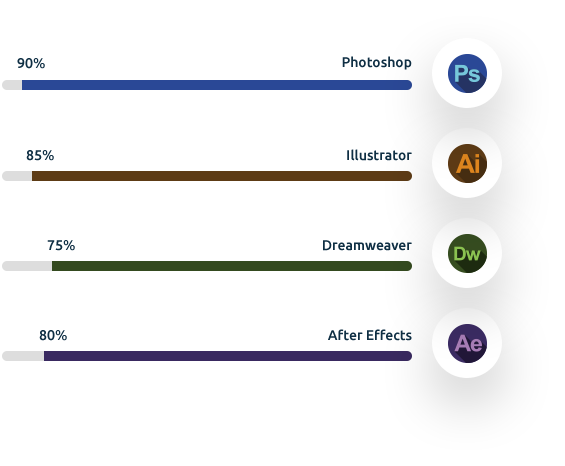 90% Photoshop
Ps
85% Illustrator
Ai
75% Dreamweaver
Dw
80% After Effects
Ae